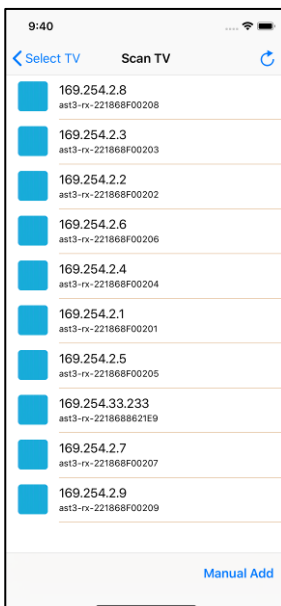 9:40
Select TV Scan TV
169.254.2.8
ast3-rx-221868F00208
169.254.2.3
ast3-rx-221868F00203
169.254.2.2
ast3-rx-221868F00202
169.254.2.6
ast3-rx-221868F00206
169.254.2.4
ast3-rx-221868F00204
169.254.2.1
ast3-rx-221868F00201
169.254.2.5
ast3-rx-221868F00205
169.254.33.233
ast3-rx-2218688621E9
169.254.2.7
ast3-rx-221868F00207
169.254.2.9
ast3-rx-221868F00209
Manual Add